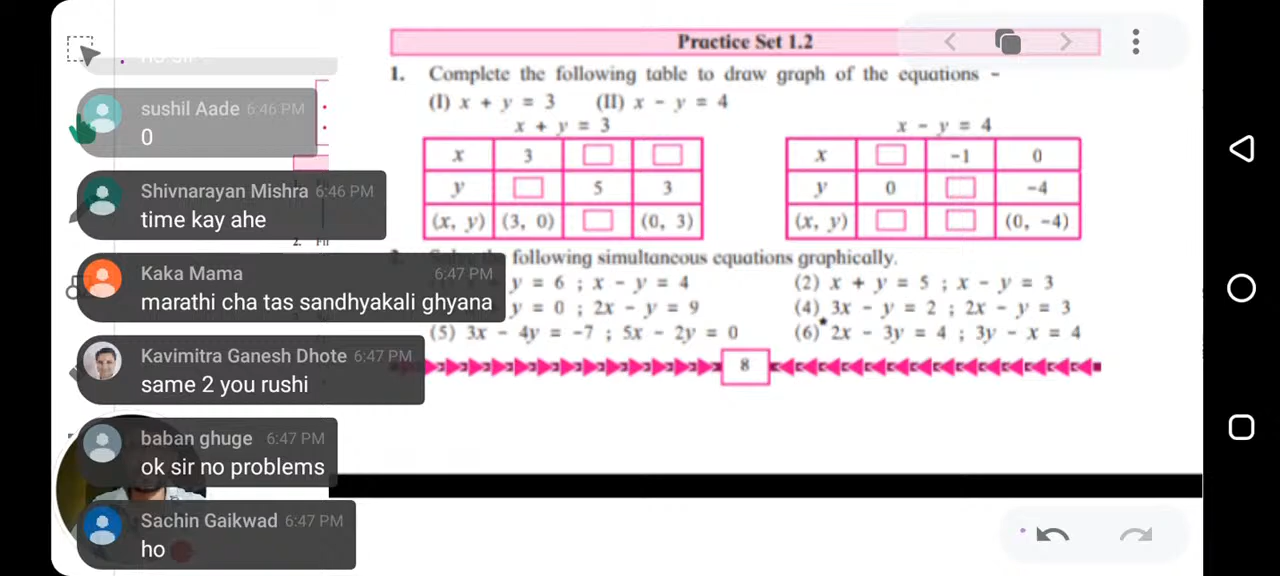 Practice Set 1.2
1. Complete the following table to draw graph of the equations -
(I) x + y = 3 (II) x - y = 4
x + y = 3
x 3
y 5 3
(x, y) (3, 0) (0, 3)
x - y = 4
x -1 0
y 0 -4
(x, y) (0, -4)
the following simultaneous equations graphically.
y = 6 ; x - y = 4 (2) x + y = 5 ; x - y = 3
y = 0 ; 2x - y = 9 (4) 3x - y = 2 ; 2x - y = 3
(5) 3x - 4y = -7 ; 5x - 2y = 0 (6)* 2x - 3y = 4 ; 3y - x = 4
8
2.
sushil Aade 6:46 PM
0
Shivnarayan Mishra 6:46 PM
time kay ahe
Kaka Mama 6:47 PM
marathi cha tas sandhyakali ghyana
Kavimitra Ganesh Dhote 6:47 PM
same 2 you rushi
baban ghuge 6:47 PM
ok sir no problems
Sachin Gaikwad 6:47 PM
ho